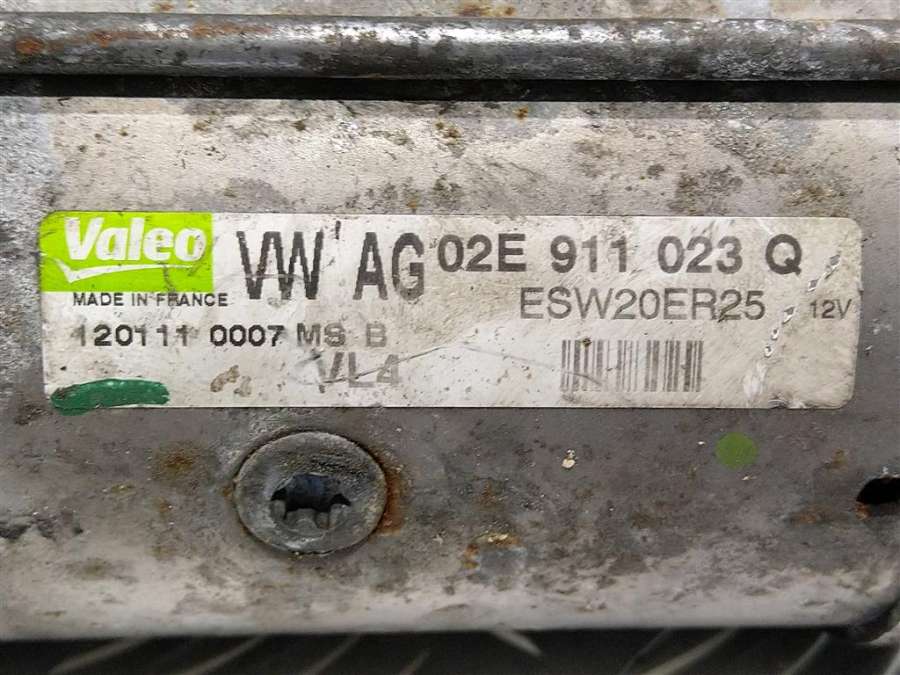 Valeo VW AG 02E 911 023 Q
MADE IN FRANCE ESW20ER25 12V
120111 0007 MS B
VL4